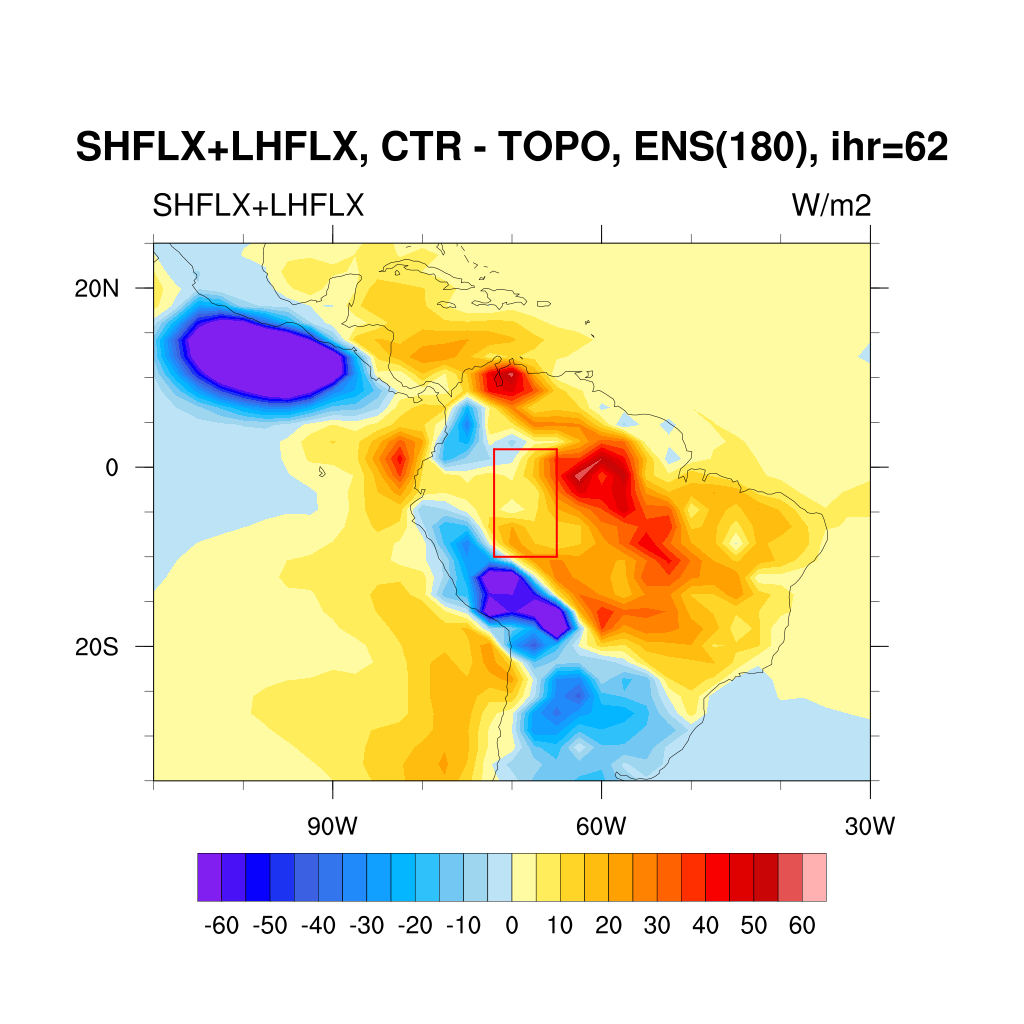 SHFLX+LHFLX, CTR - TOPO, ENS(180), ihr=62
SHFLX+LHFLX W/m2
20N
0
20S
90W 60W 30W
-60 -50 -40 -30 -20 -10 0 10 20 30 40 50 60